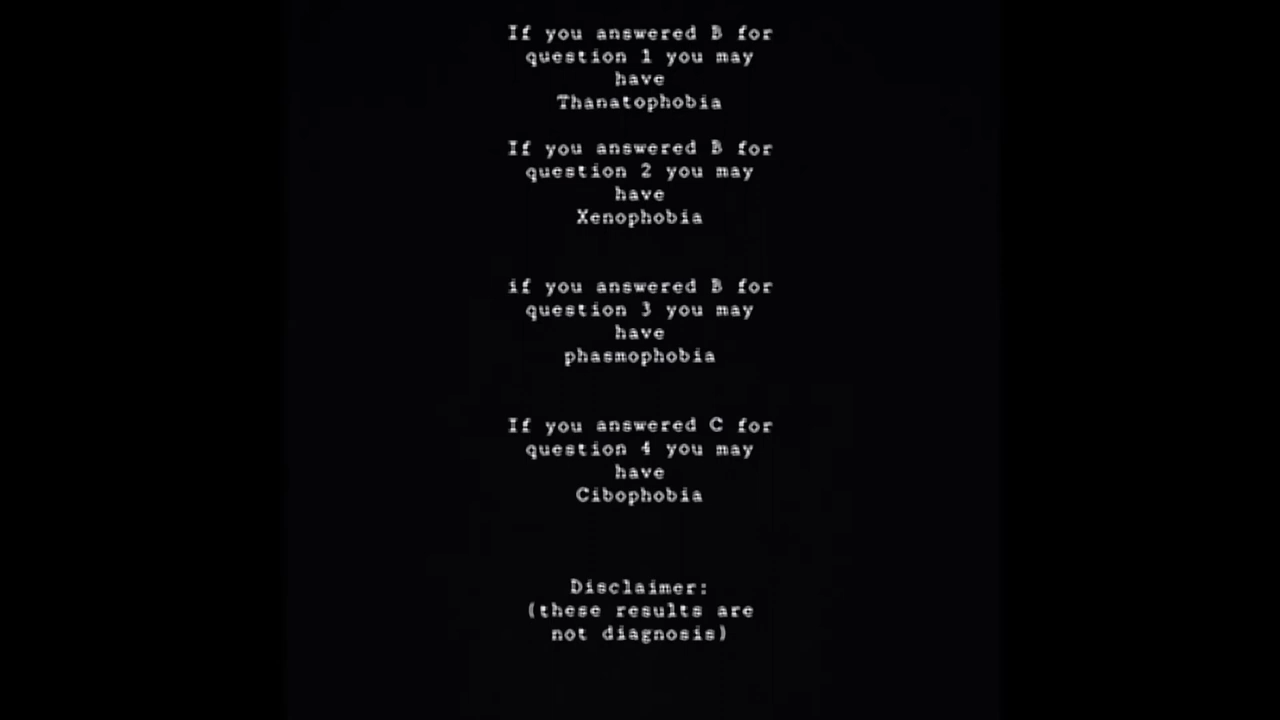 If you answered B for
question 1 you may
have
Thanatophobia
If you answered B for
question 2 you may
have
Xenophobia
if you answered B for
question 3 you may
have
phasmophobia
If you answered C for
question 4 you may
have
Cibophobia
Disclaimer:
(these results are
not diagnosis)